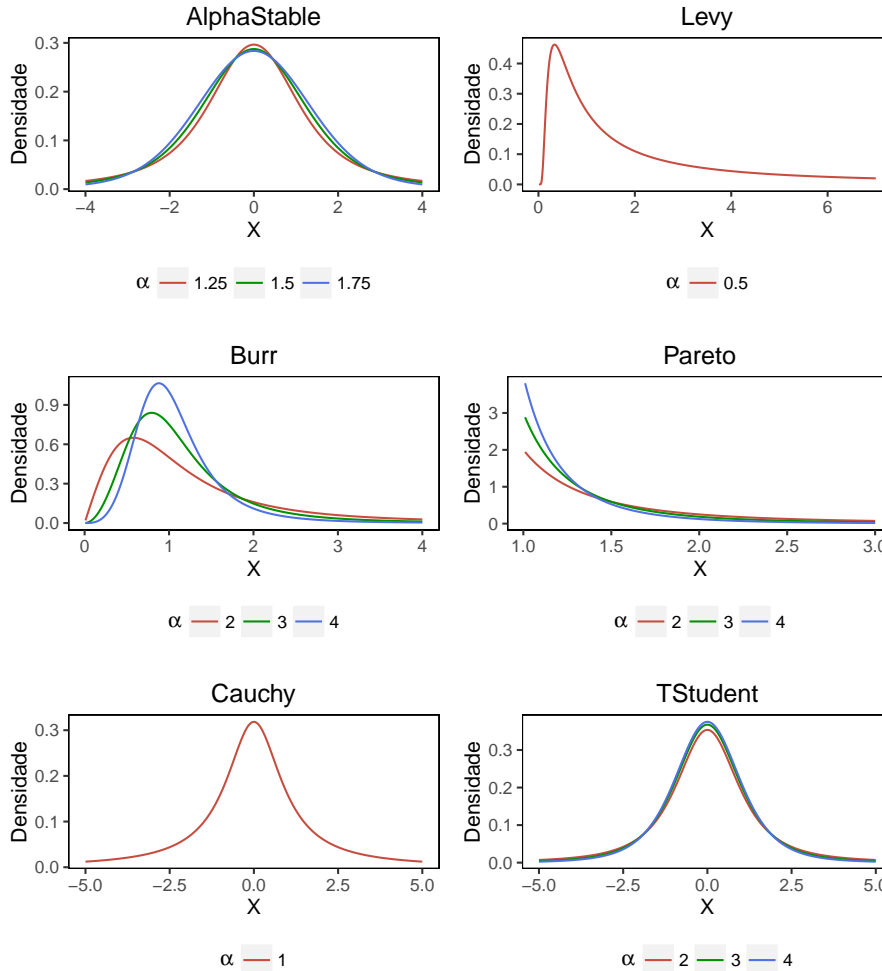 AlphaStable
Densidade
0.3
0.2
0.1
0.0
−4 −2 0 2 4
X
α 1.25 1.5 1.75
Levy
Densidade
0.4
0.3
0.2
0.1
0.0
0 2 4 6
X
α 0.5
Burr
Densidade
0.9
0.6
0.3
0.0
0 1 2 3 4
X
α 2 3 4
Pareto
Densidade
3
2
1
0
1.0 1.5 2.0 2.5 3.0
X
α 2 3 4
Cauchy
Densidade
0.3
0.2
0.1
0.0
−5.0 −2.5 0.0 2.5 5.0
X
α 1
TStudent
Densidade
0.3
0.2
0.1
0.0
−5.0 −2.5 0.0 2.5 5.0
X
α 2 3 4